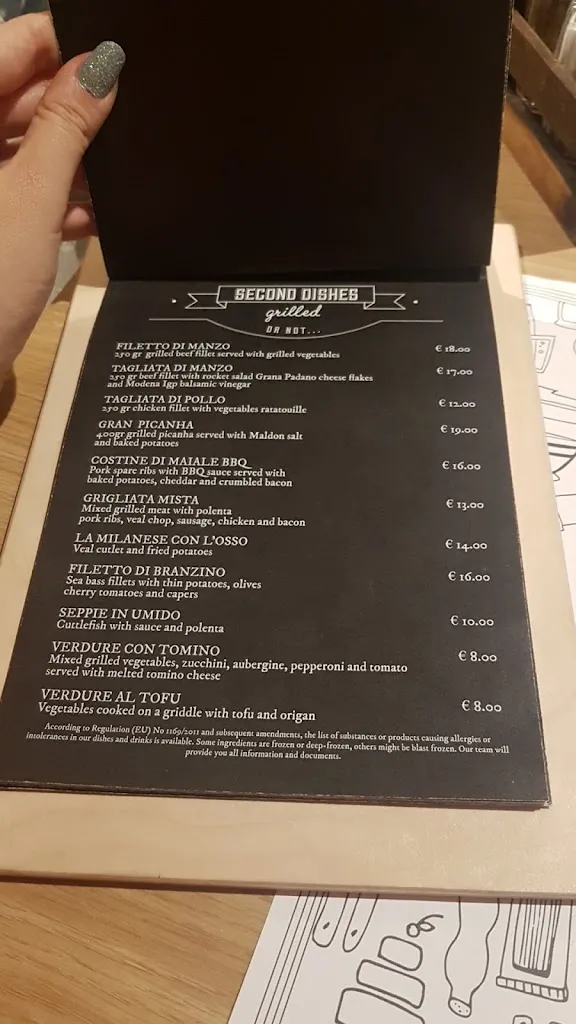 SECOND DISHES
grilled
OR NOT...
FILETTO DI MANZO € 18.00
250 gr grilled beef fillet served with grilled vegetables
TAGLIATA DI MANZO € 17.00
250 gr beef fillet with rocket salad Grana Padano cheese flakes
and Modena Igp balsamic vinegar
TAGLIATA DI POLLO € 12.00
250 gr chicken fillet with vegetables ratatouille
GRAN PICANHA € 19.00
400gr grilled picanha served with Maldon salt
and baked potatoes
COSTINE DI MAIALE BBQ € 16.00
Pork spare ribs with BBQ sauce served with
baked potatoes, cheddar and crumbled bacon
GRIGLIATA MISTA € 13.00
Mixed grilled meat with polenta
pork ribs, veal chop, sausage, chicken and bacon
LA MILANESE CON L'OSSO € 14.00
Veal cutlet and fried potatoes
FILETTO DI BRANZINO € 16.00
Sea bass fillets with thin potatoes, olives
cherry tomatoes and capers
SEPPIE IN UMIDO € 10.00
Cuttlefish with sauce and polenta
VERDURE CON TOMINO € 8.00
Mixed grilled vegetables, zucchini, aubergine, pepperoni and tomato
served with melted tomino cheese
VERDURE AL TOFU € 8.00
Vegetables cooked on a griddle with tofu and origan
According to Regulation (EU) No 1169/2011 and subsequent amendments, the list of substances or products causing allergies or
intolerances in our dishes and drinks is available. Some ingredients are frozen or deep-frozen, others might be blast frozen. Our team will
provide you all information and documents.